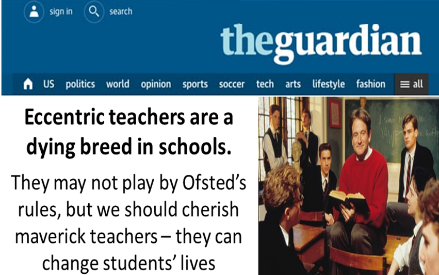 sign in search
theguardian
US politics world opinion sports soccer tech arts lifestyle fashion all
Eccentric teachers are a
dying breed in schools.
They may not play by Ofsted's
rules, but we should cherish
maverick teachers – they can
change students' lives